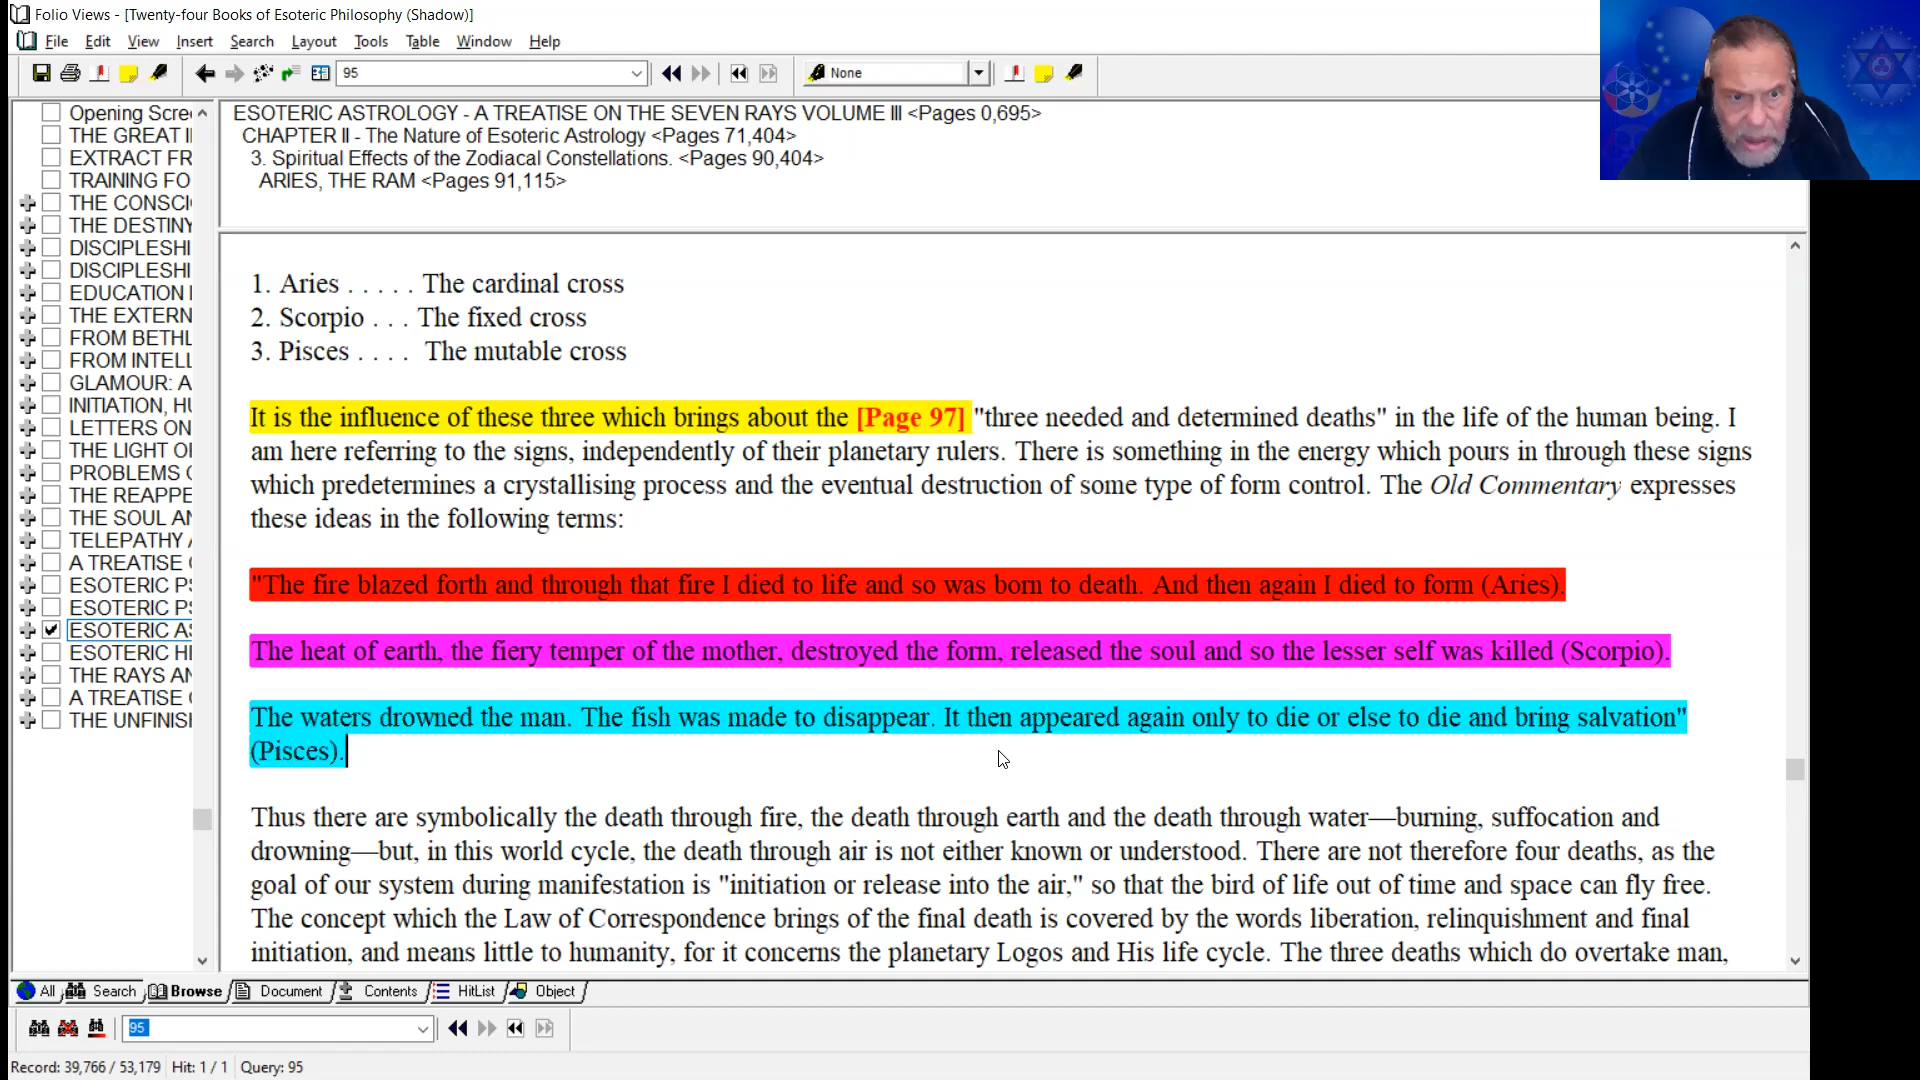 Folio Views - [Twenty-four Books of Esoteric Philosophy (Shadow)]
File Edit View Insert Search Layout Tools Table Window Help
95 None
Opening Scree
THE GREAT I
EXTRACT FR
TRAINING FO
THE CONSCI
THE DESTINY
DISCIPLESHI
DISCIPLESHI
EDUCATION I
THE EXTERN
FROM BETHL
FROM INTELL
GLAMOUR: A
INITIATION, HU
LETTERS ON
THE LIGHT OF
PROBLEMS O
THE REAPPE
THE SOUL AN
TELEPATHY A
A TREATISE O
ESOTERIC PS
ESOTERIC PS
ESOTERIC AS
ESOTERIC HE
THE RAYS AN
A TREATISE O
THE UNFINISH
ESOTERIC ASTROLOGY - A TREATISE ON THE SEVEN RAYS VOLUME III <Pages 0,695>
CHAPTER II - The Nature of Esoteric Astrology <Pages 71,404>
3. Spiritual Effects of the Zodiacal Constellations. <Pages 90,404>
ARIES, THE RAM <Pages 91,115>
1. Aries . . . . . The cardinal cross
2. Scorpio . . . The fixed cross
3. Pisces . . . . The mutable cross
It is the influence of these three which brings about the [Page 97] "three needed and determined deaths" in the life of the human being. I
am here referring to the signs, independently of their planetary rulers. There is something in the energy which pours in through these signs
which predetermines a crystallising process and the eventual destruction of some type of form control. The Old Commentary expresses
these ideas in the following terms:
"The fire blazed forth and through that fire I died to life and so was born to death. And then again I died to form (Aries).
The heat of earth, the fiery temper of the mother, destroyed the form, released the soul and so the lesser self was killed (Scorpio).
The waters drowned the man. The fish was made to disappear. It then appeared again only to die or else to die and bring salvation"
(Pisces).
Thus there are symbolically the death through fire, the death through earth and the death through water—burning, suffocation and
drowning—but, in this world cycle, the death through air is not either known or understood. There are not therefore four deaths, as the
goal of our system during manifestation is "initiation or release into the air," so that the bird of life out of time and space can fly free.
The concept which the Law of Correspondence brings of the final death is covered by the words liberation, relinquishment and final
initiation, and means little to humanity, for it concerns the planetary Logos and His life cycle. The three deaths which do overtake man,
All Search Browse Document Contents HitList Object
95
Record: 39,766 / 53,179 Hit: 1 / 1 Query: 95